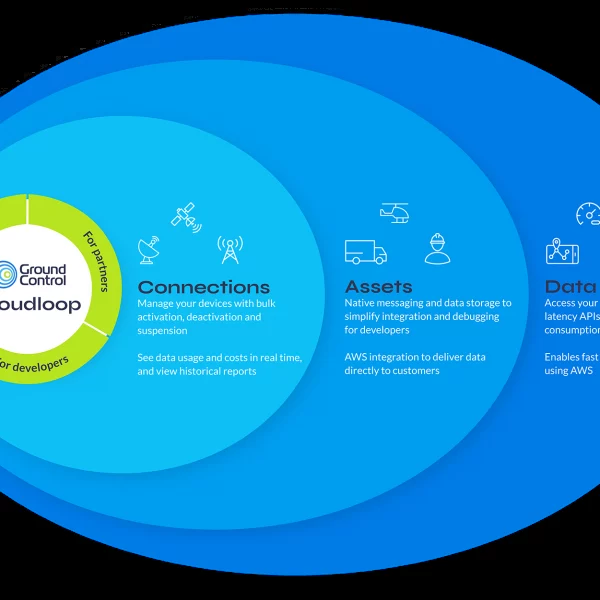 For partners
Ground
Control
oudloop
or developers
Connections
Manage your devices with bulk
activation, deactivation and
suspension
See data usage and costs in real time,
and view historical reports
Assets
Native messaging and data storage to
simplify integration and debugging
for developers
AWS integration to deliver data
directly to customers
Data
Access your
latency APIs
consumption
Enables fast
using AWS